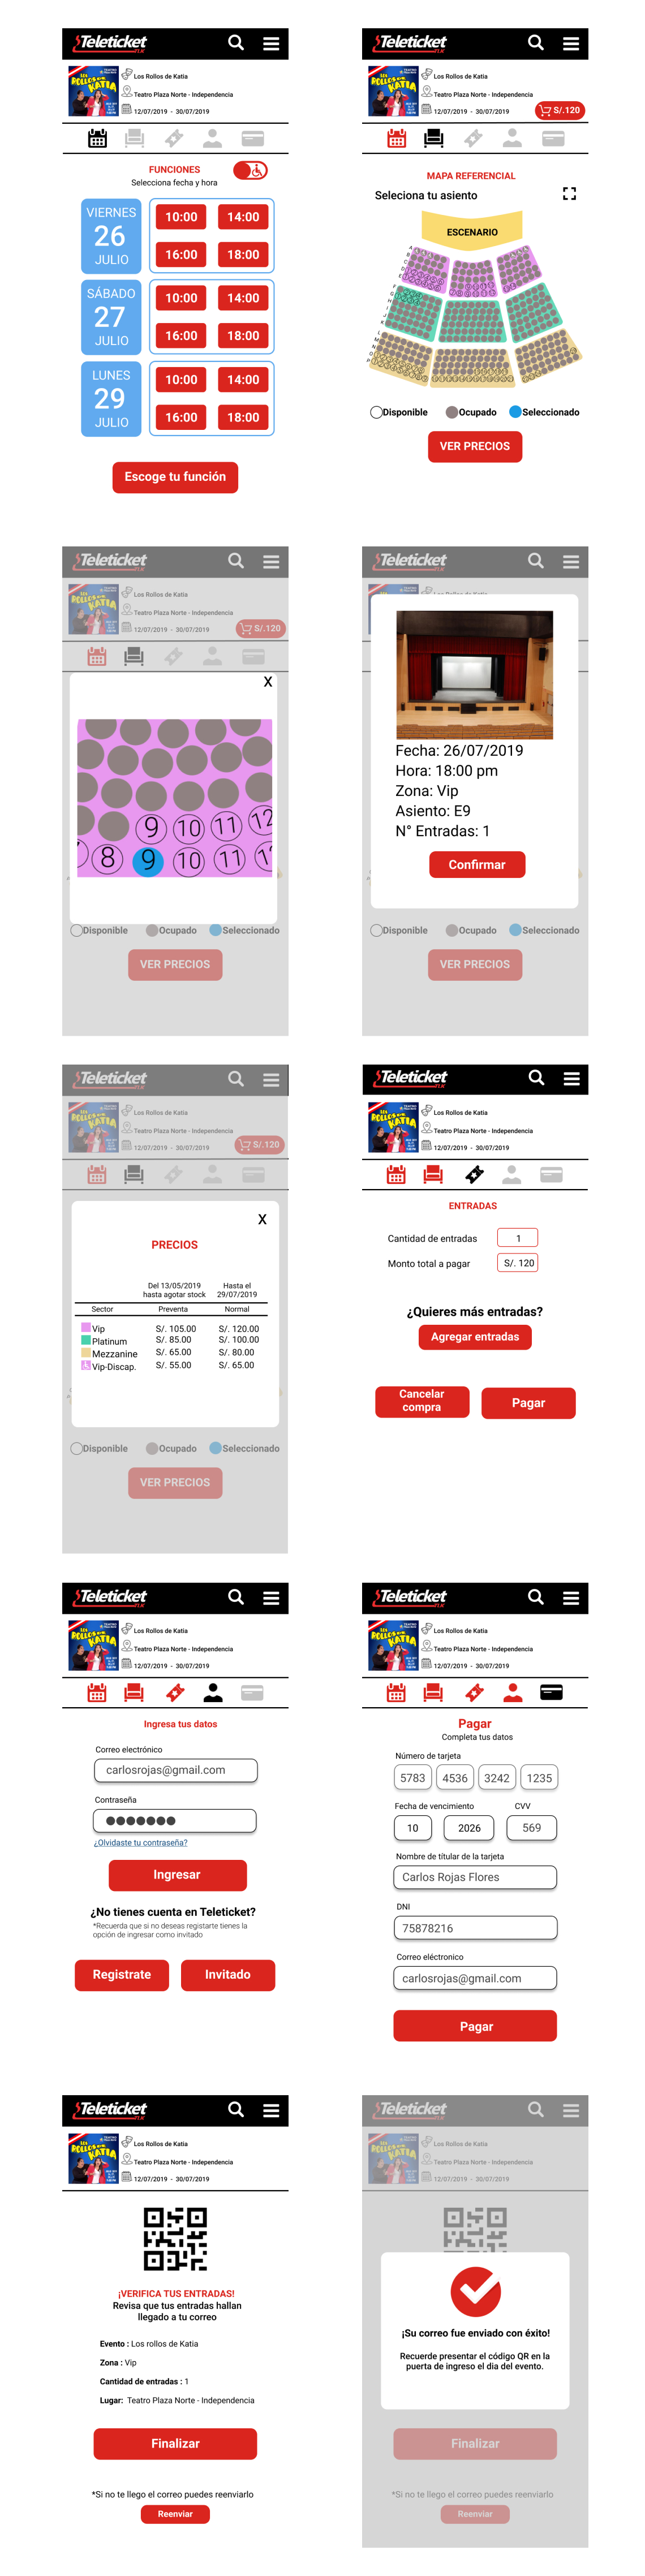 Teleticket
Los Rollos de Katia
Teatro Plaza Norte - Independencia
12/07/2019 - 30/07/2019
FUNCIONES
Selecciona fecha y hora
VIERNES
26
JULIO
10:00 14:00
16:00 18:00
SÁBADO
27
JULIO
10:00 14:00
16:00 18:00
LUNES
29
JULIO
10:00 14:00
16:00 18:00
Escoge tu función
Teleticket
Los Rollos de Katia
Teatro Plaza Norte - Independencia
12/07/2019 - 30/07/2019
S/.120
MAPA REFERENCIAL
Seleciona tu asiento
ESCENARIO
Disponible Ocupado Seleccionado
VER PRECIOS
Teleticket
Los Rollos de Katia
Teatro Plaza Norte - Independencia
12/07/2019 - 30/07/2019
S/.120
X
9 10 11 12
8 9 10 11
Disponible Ocupado Seleccionado
VER PRECIOS
Teleticket
Fecha: 26/07/2019
Hora: 18:00 pm
Zona: Vip
Asiento: E9
N° Entradas: 1
Confirmar
Disponible Ocupado Seleccionado
VER PRECIOS
Teleticket
Los Rollos de Katia
Teatro Plaza Norte - Independencia
12/07/2019 - 30/07/2019
S/.120
X
PRECIOS
Del 13/05/2019 Hasta el
hasta agotar stock 29/07/2019
Sector Preventa Normal
Vip S/. 105.00 S/. 120.00
Platinum S/. 85.00 S/. 100.00
Mezzanine S/. 65.00 S/. 80.00
Vip-Discap. S/. 55.00 S/. 65.00
Disponible Ocupado Seleccionado
VER PRECIOS
Teleticket
Los Rollos de Katia
Teatro Plaza Norte - Independencia
12/07/2019 - 30/07/2019
ENTRADAS
Cantidad de entradas 1
Monto total a pagar S/. 120
¿Quieres más entradas?
Agregar entradas
Cancelar
compra
Pagar
Teleticket
Los Rollos de Katia
Teatro Plaza Norte - Independencia
12/07/2019 - 30/07/2019
Ingresa tus datos
Correo electrónico
carlosrojas@gmail.com
Contraseña
¿Olvidaste tu contraseña?
Ingresar
¿No tienes cuenta en Teleticket?
*Recuerda que si no deseas registarte tienes la
opción de ingresar como invitado
Registrate Invitado
Teleticket
Los Rollos de Katia
Teatro Plaza Norte - Independencia
12/07/2019 - 30/07/2019
Pagar
Completa tus datos
Número de tarjeta
5783 4536 3242 1235
Fecha de vencimiento CVV
10 2026 569
Nombre de títular de la tarjeta
Carlos Rojas Flores
DNI
75878216
Correo eléctronico
carlosrojas@gmail.com
Pagar
Teleticket
Los Rollos de Katia
Teatro Plaza Norte - Independencia
12/07/2019 - 30/07/2019
¡VERIFICA TUS ENTRADAS!
Revisa que tus entradas hallan
llegado a tu correo
Evento : Los rollos de Katia
Zona : Vip
Cantidad de entradas : 1
Lugar: Teatro Plaza Norte - Independencia
Finalizar
*Si no te llego el correo puedes reenviarlo
Reenviar
Teleticket
Los Rollos de Katia
Teatro Plaza Norte - Independencia
12/07/2019 - 30/07/2019
¡Su correo fue enviado con éxito!
Recuerde presentar el código QR en la
puerta de ingreso el dia del evento.
Finalizar
*Si no te llego el correo puedes reenviarlo
Reenviar